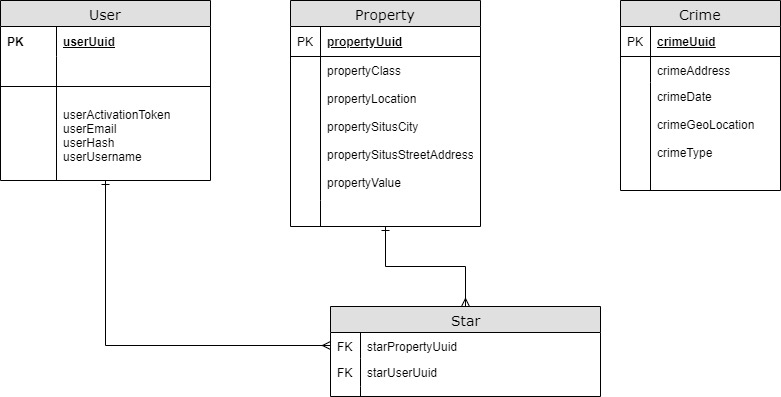 User
PK userUuid
userActivationToken
userEmail
userHash
userUsername
Property
PK propertyUuid
propertyClass
propertyLocation
propertySitusCity
propertySitusStreetAddress
propertyValue
Crime
PK crimeUuid
crimeAddress
crimeDate
crimeGeoLocation
crimeType
Star
FK starPropertyUuid
FK starUserUuid